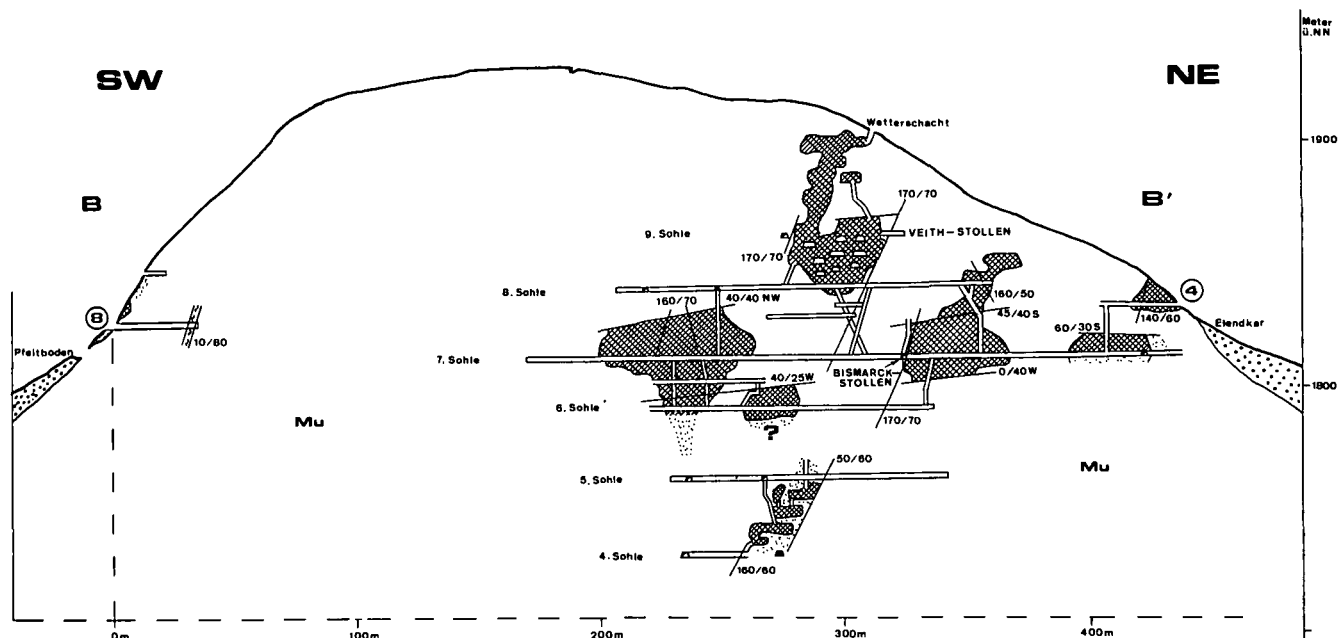 Meter
ü.NN
SW
NE
Wetterschacht
1900
B
B'
170/70
9. Sohle
VEITH-STOLLEN
170/70
8. Sohle
160/70
40/40 NW
160/50
45/40S
4
140/60
8
10/80
60/30S
Elendkar
Pfeitboden
7. Sohle
BISMARCK
STOLLEN
40/25W
0/40W
1800
6. Sohle
Mu
?
170/70
50/60
Mu
5. Sohle
4. Sohle
160/60
0m
100m
200m
300m
400m